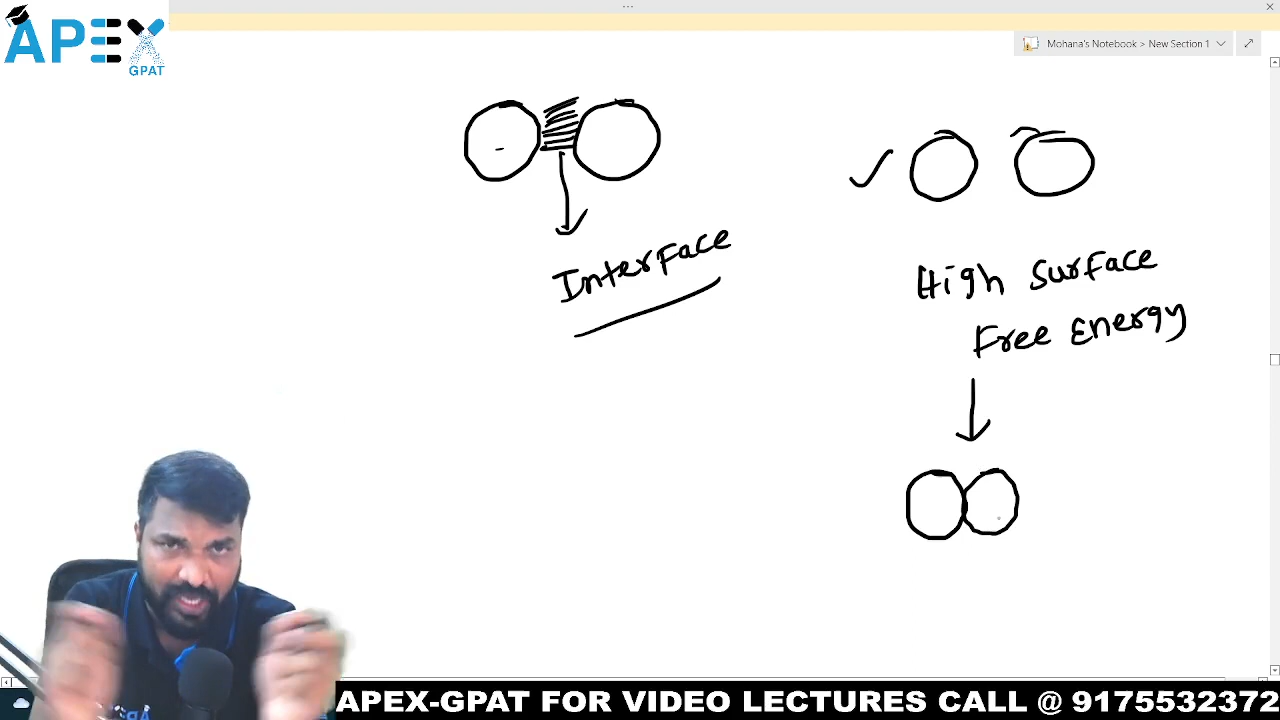 APEX
GPAT
Mohana's Notebook > New Section 1
Interface
High Surface
Free Energy
APEX-GPAT FOR VIDEO LECTURES CALL @ 9175532372